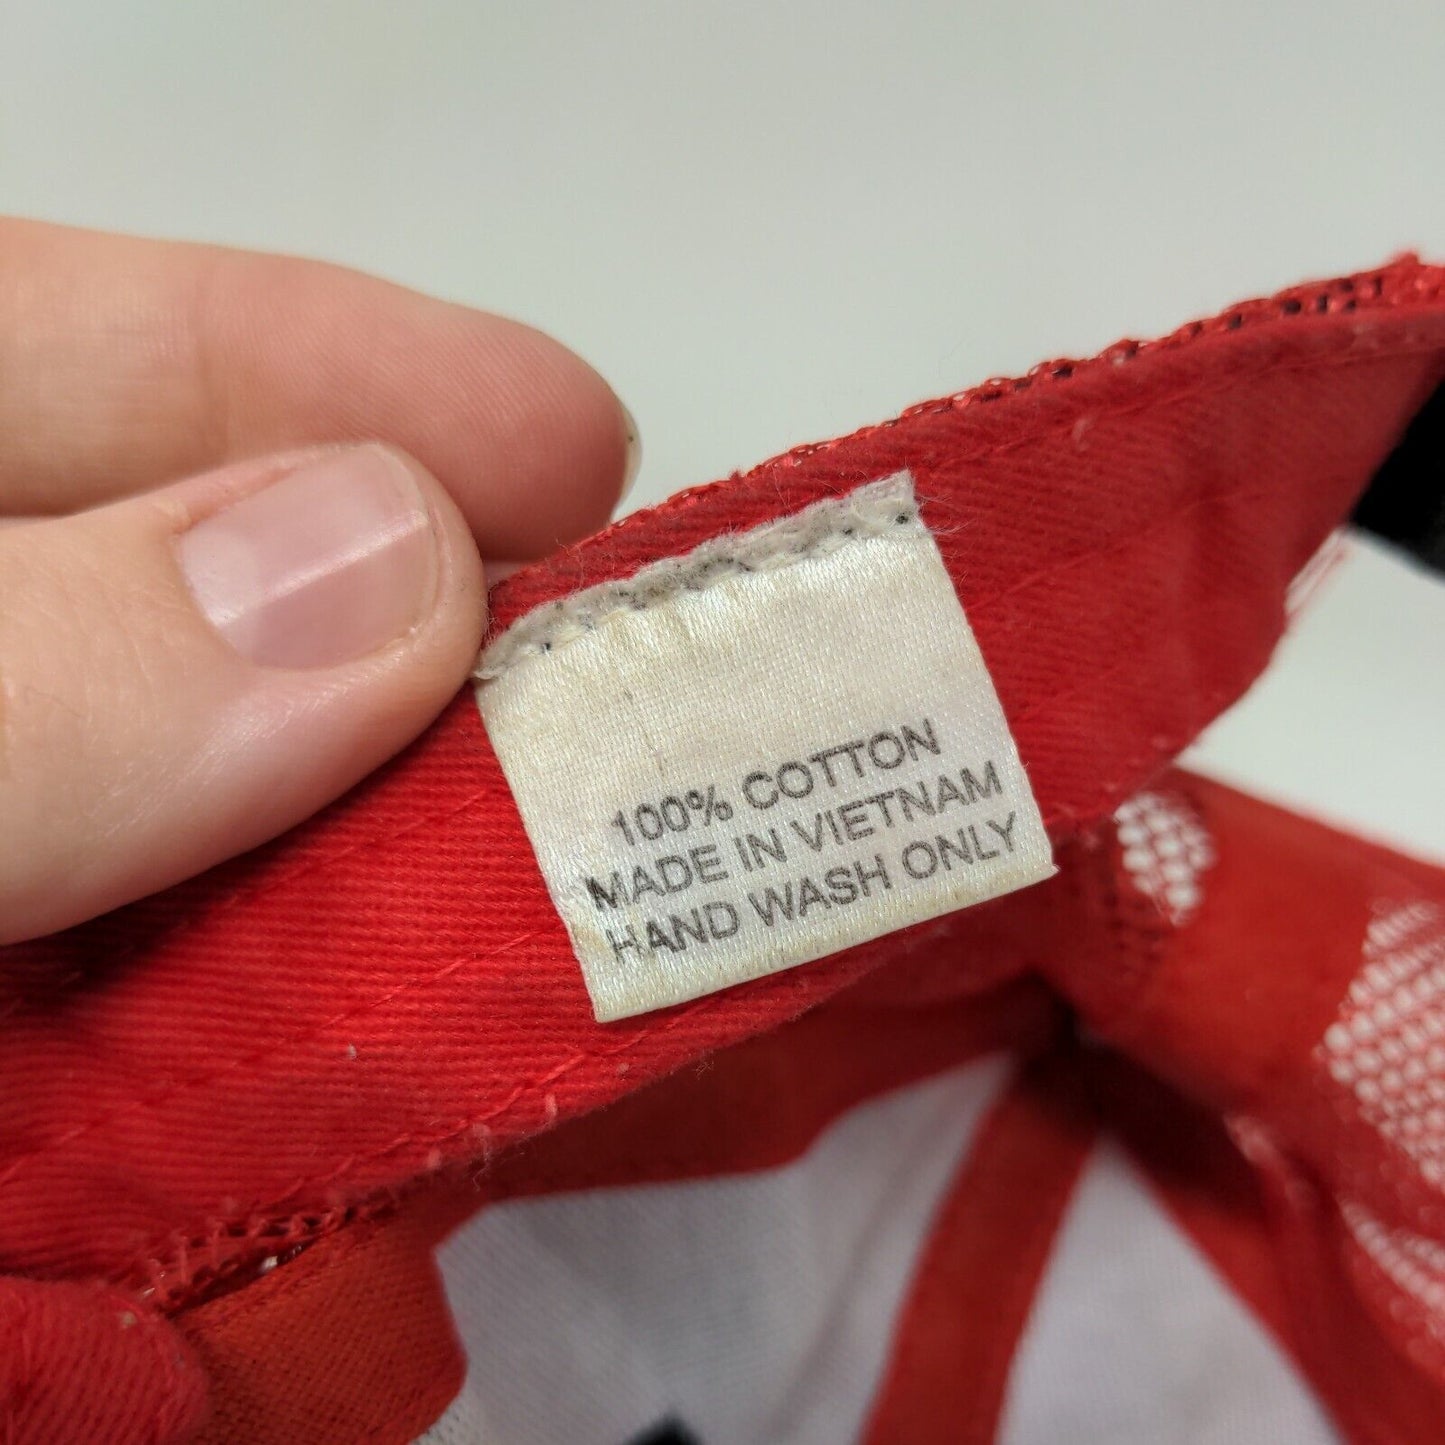 100% COTTON
MADE IN VIETNAM
HAND WASH ONLY